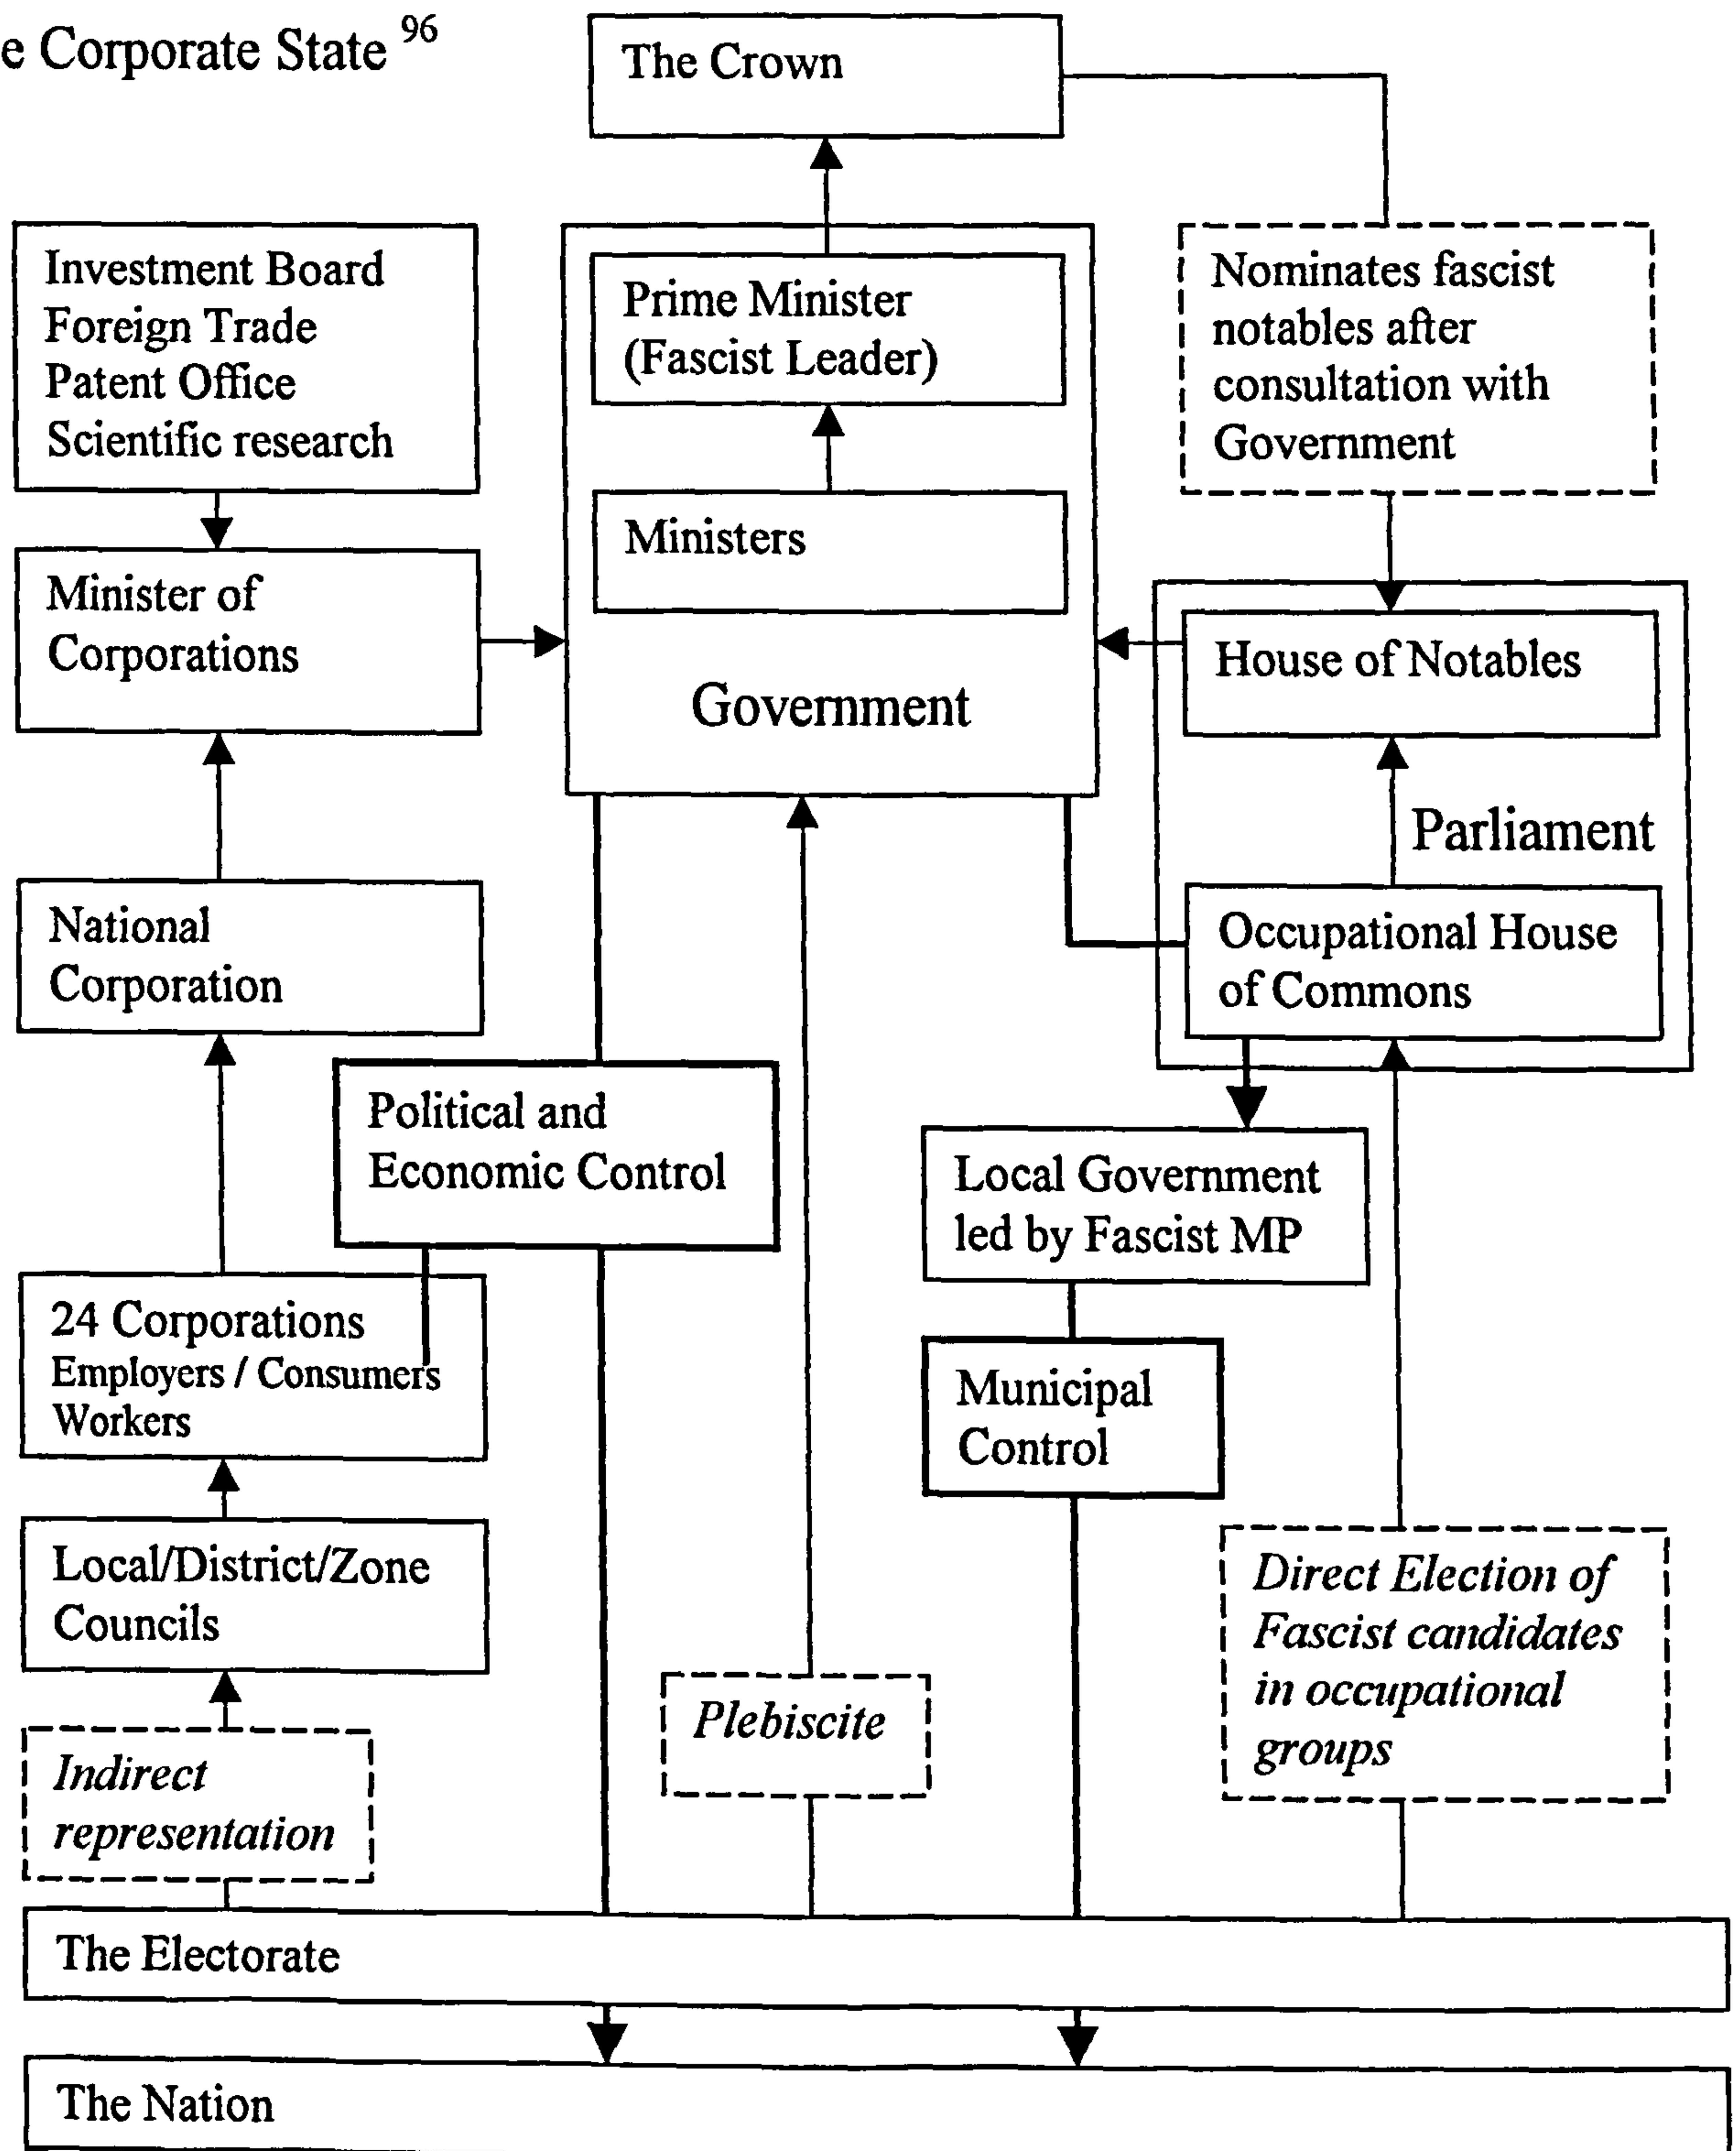 e Corporate State 96
The Crown
Investment Board
Foreign Trade
Patent Office
Scientific research
Prime Minister
(Fascist Leader)
Nominates fascist
notables after
consultation with
Government
Ministers
Minister of
Corporations
Government
House of Notables
Parliament
National
Corporation
Occupational House
of Commons
Political and
Economic Control
Local Government
led by Fascist MP
24 Corporations
Employers / Consumers
Workers
Municipal
Control
Local/District/Zone
Councils
Direct Election of
Fascist candidates
in occupational
groups
Plebiscite
Indirect
representation
The Electorate
The Nation